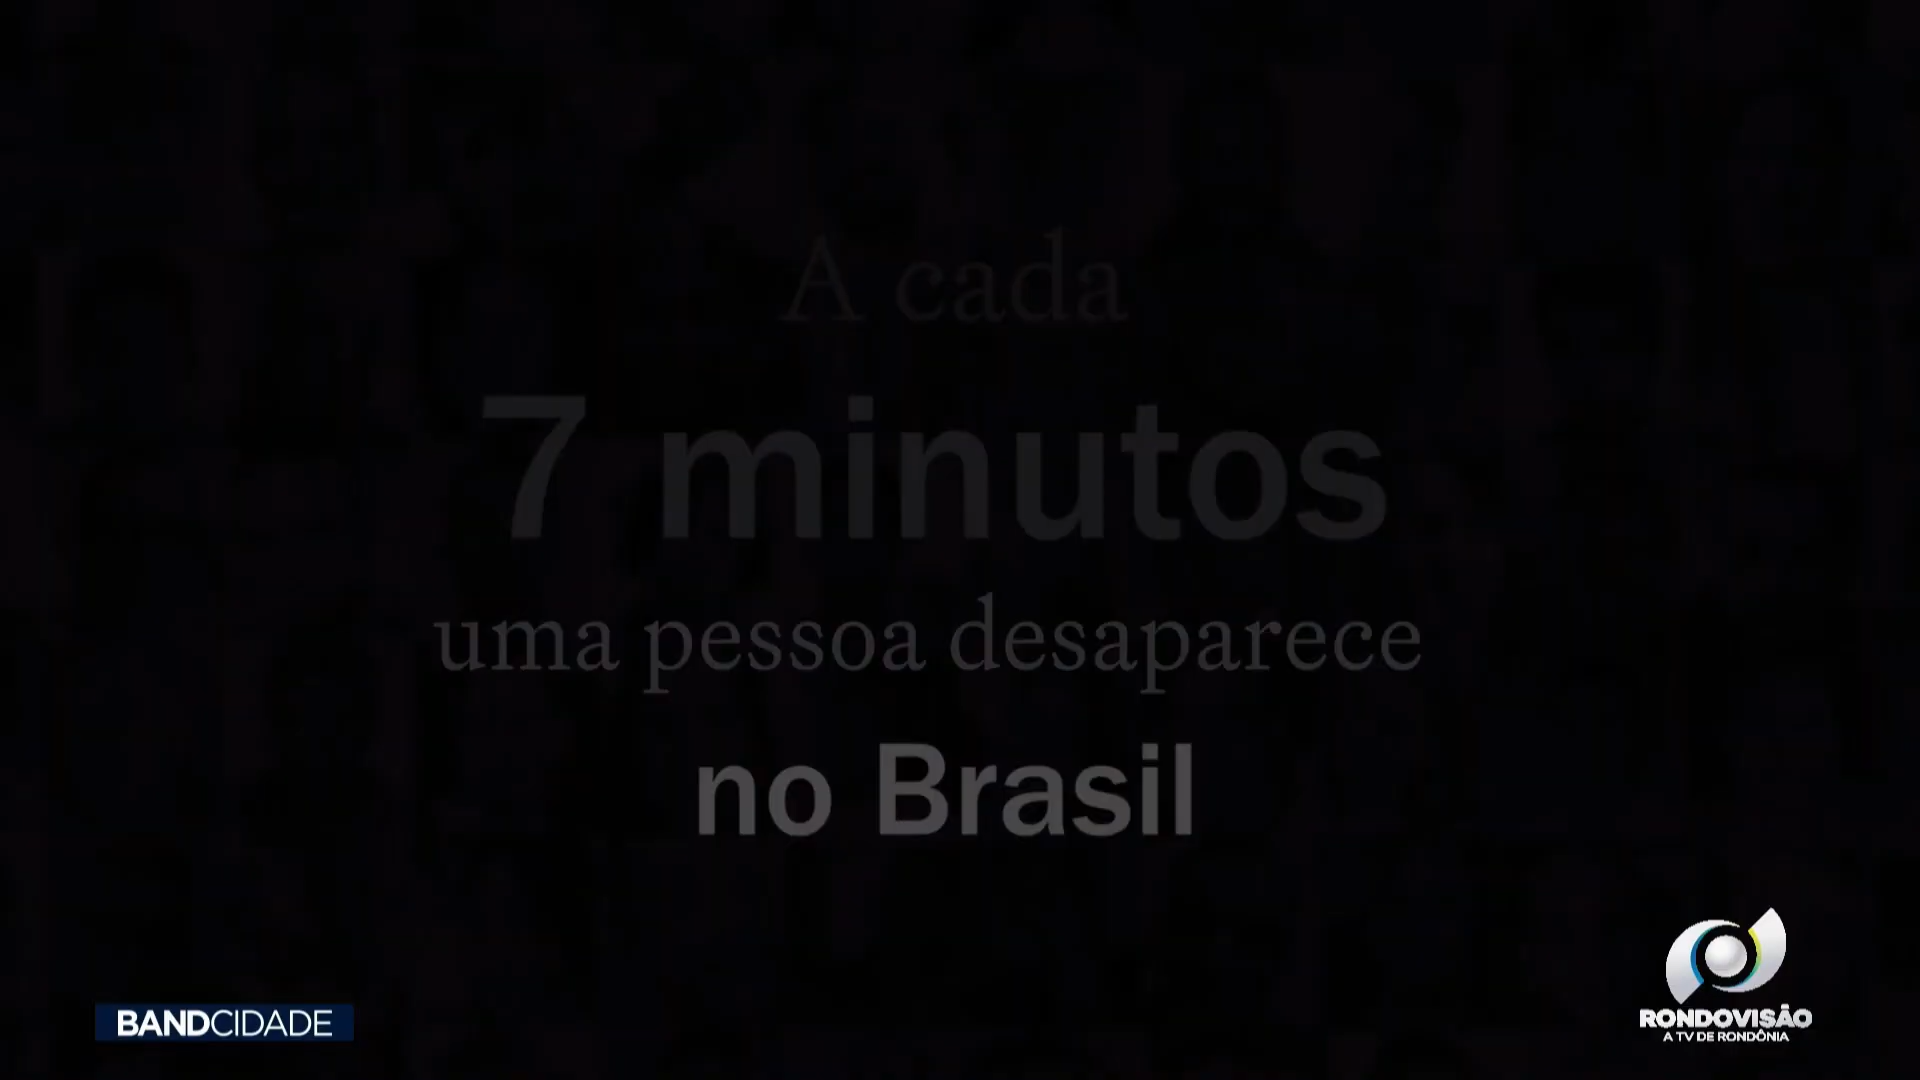 A cada
7 minutos
uma pessoa desaparece
no Brasil
BANDCIDADE
RONDOVISÃO
A TV DE RONDÔNIA